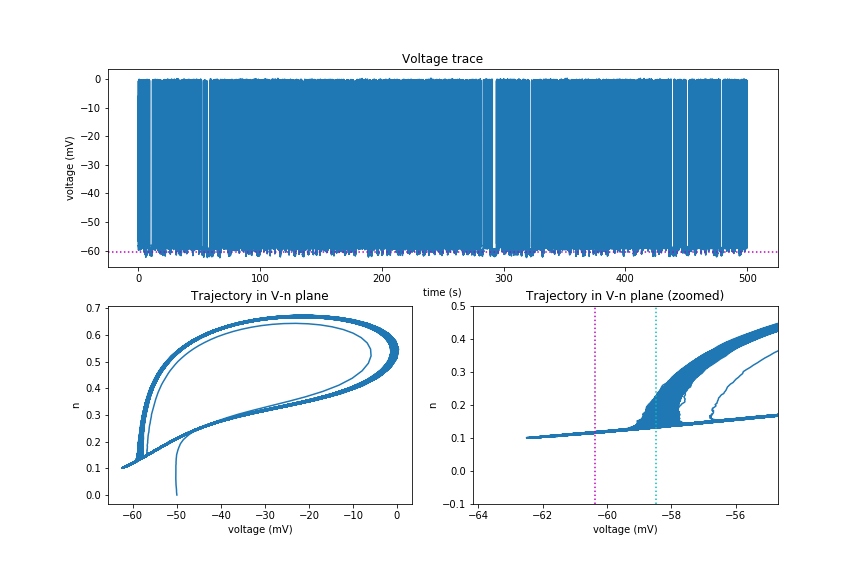 Voltage trace
voltage (mV)
0
−10
−20
−30
−40
−50
−60
0 100 200 300 400 500
time (s)
Trajectory in V-n plane
n
0.7
0.6
0.5
0.4
0.3
0.2
0.1
0.0
−60 −50 −40 −30 −20 −10 0
voltage (mV)
Trajectory in V-n plane (zoomed)
n
0.5
0.4
0.3
0.2
0.1
0.0
−0.1
−64 −62 −60 −58 −56
voltage (mV)